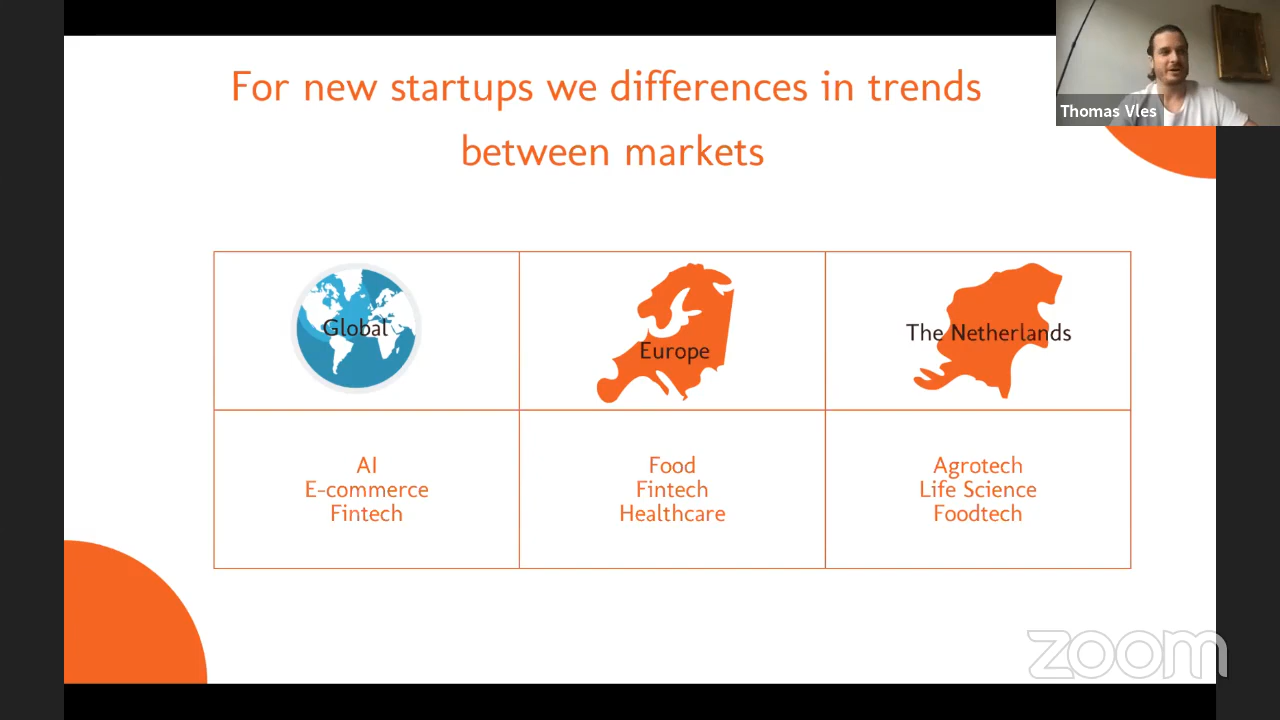 For new startups we differences in trends
between markets
Thomas Vles
Global
Europe
The Netherlands
AI
E-commerce
Fintech
Food
Fintech
Healthcare
Agrotech
Life Science
Foodtech
zoom